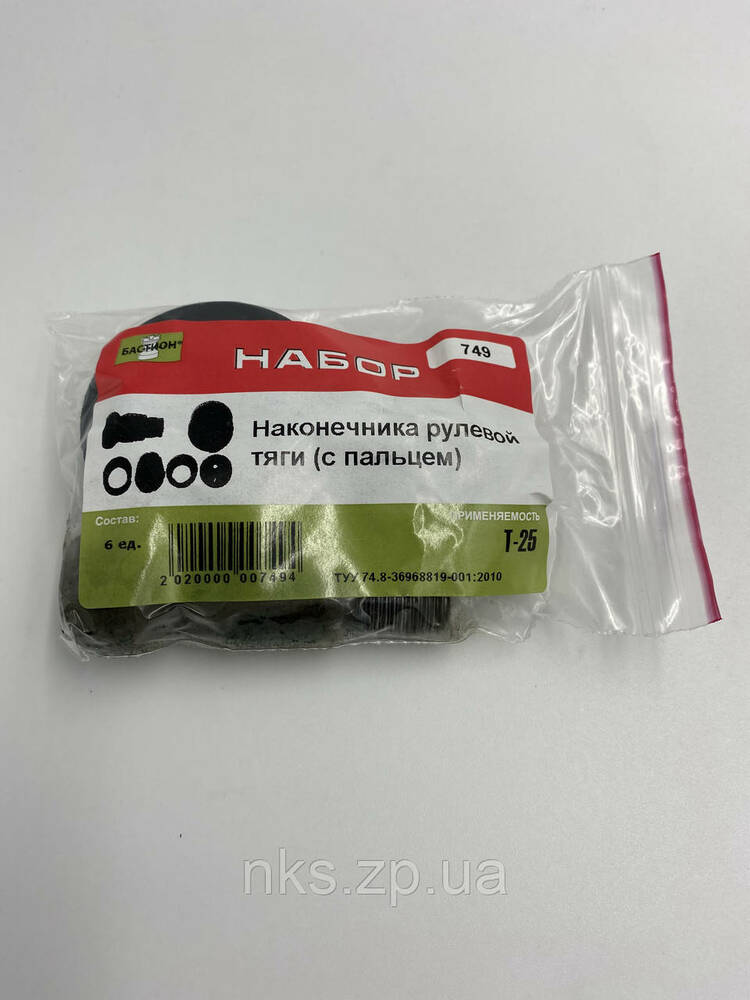 БАСТИОН®
НАБОР
749
Наконечника рулевой
тяги (с пальцем)
Состав:
6 ед.
ПРИМЕНЯЕМОСТЬ
Т-25
2 020000 007494
ТУУ 74.8-36968819-001:2010
nks.zp.ua